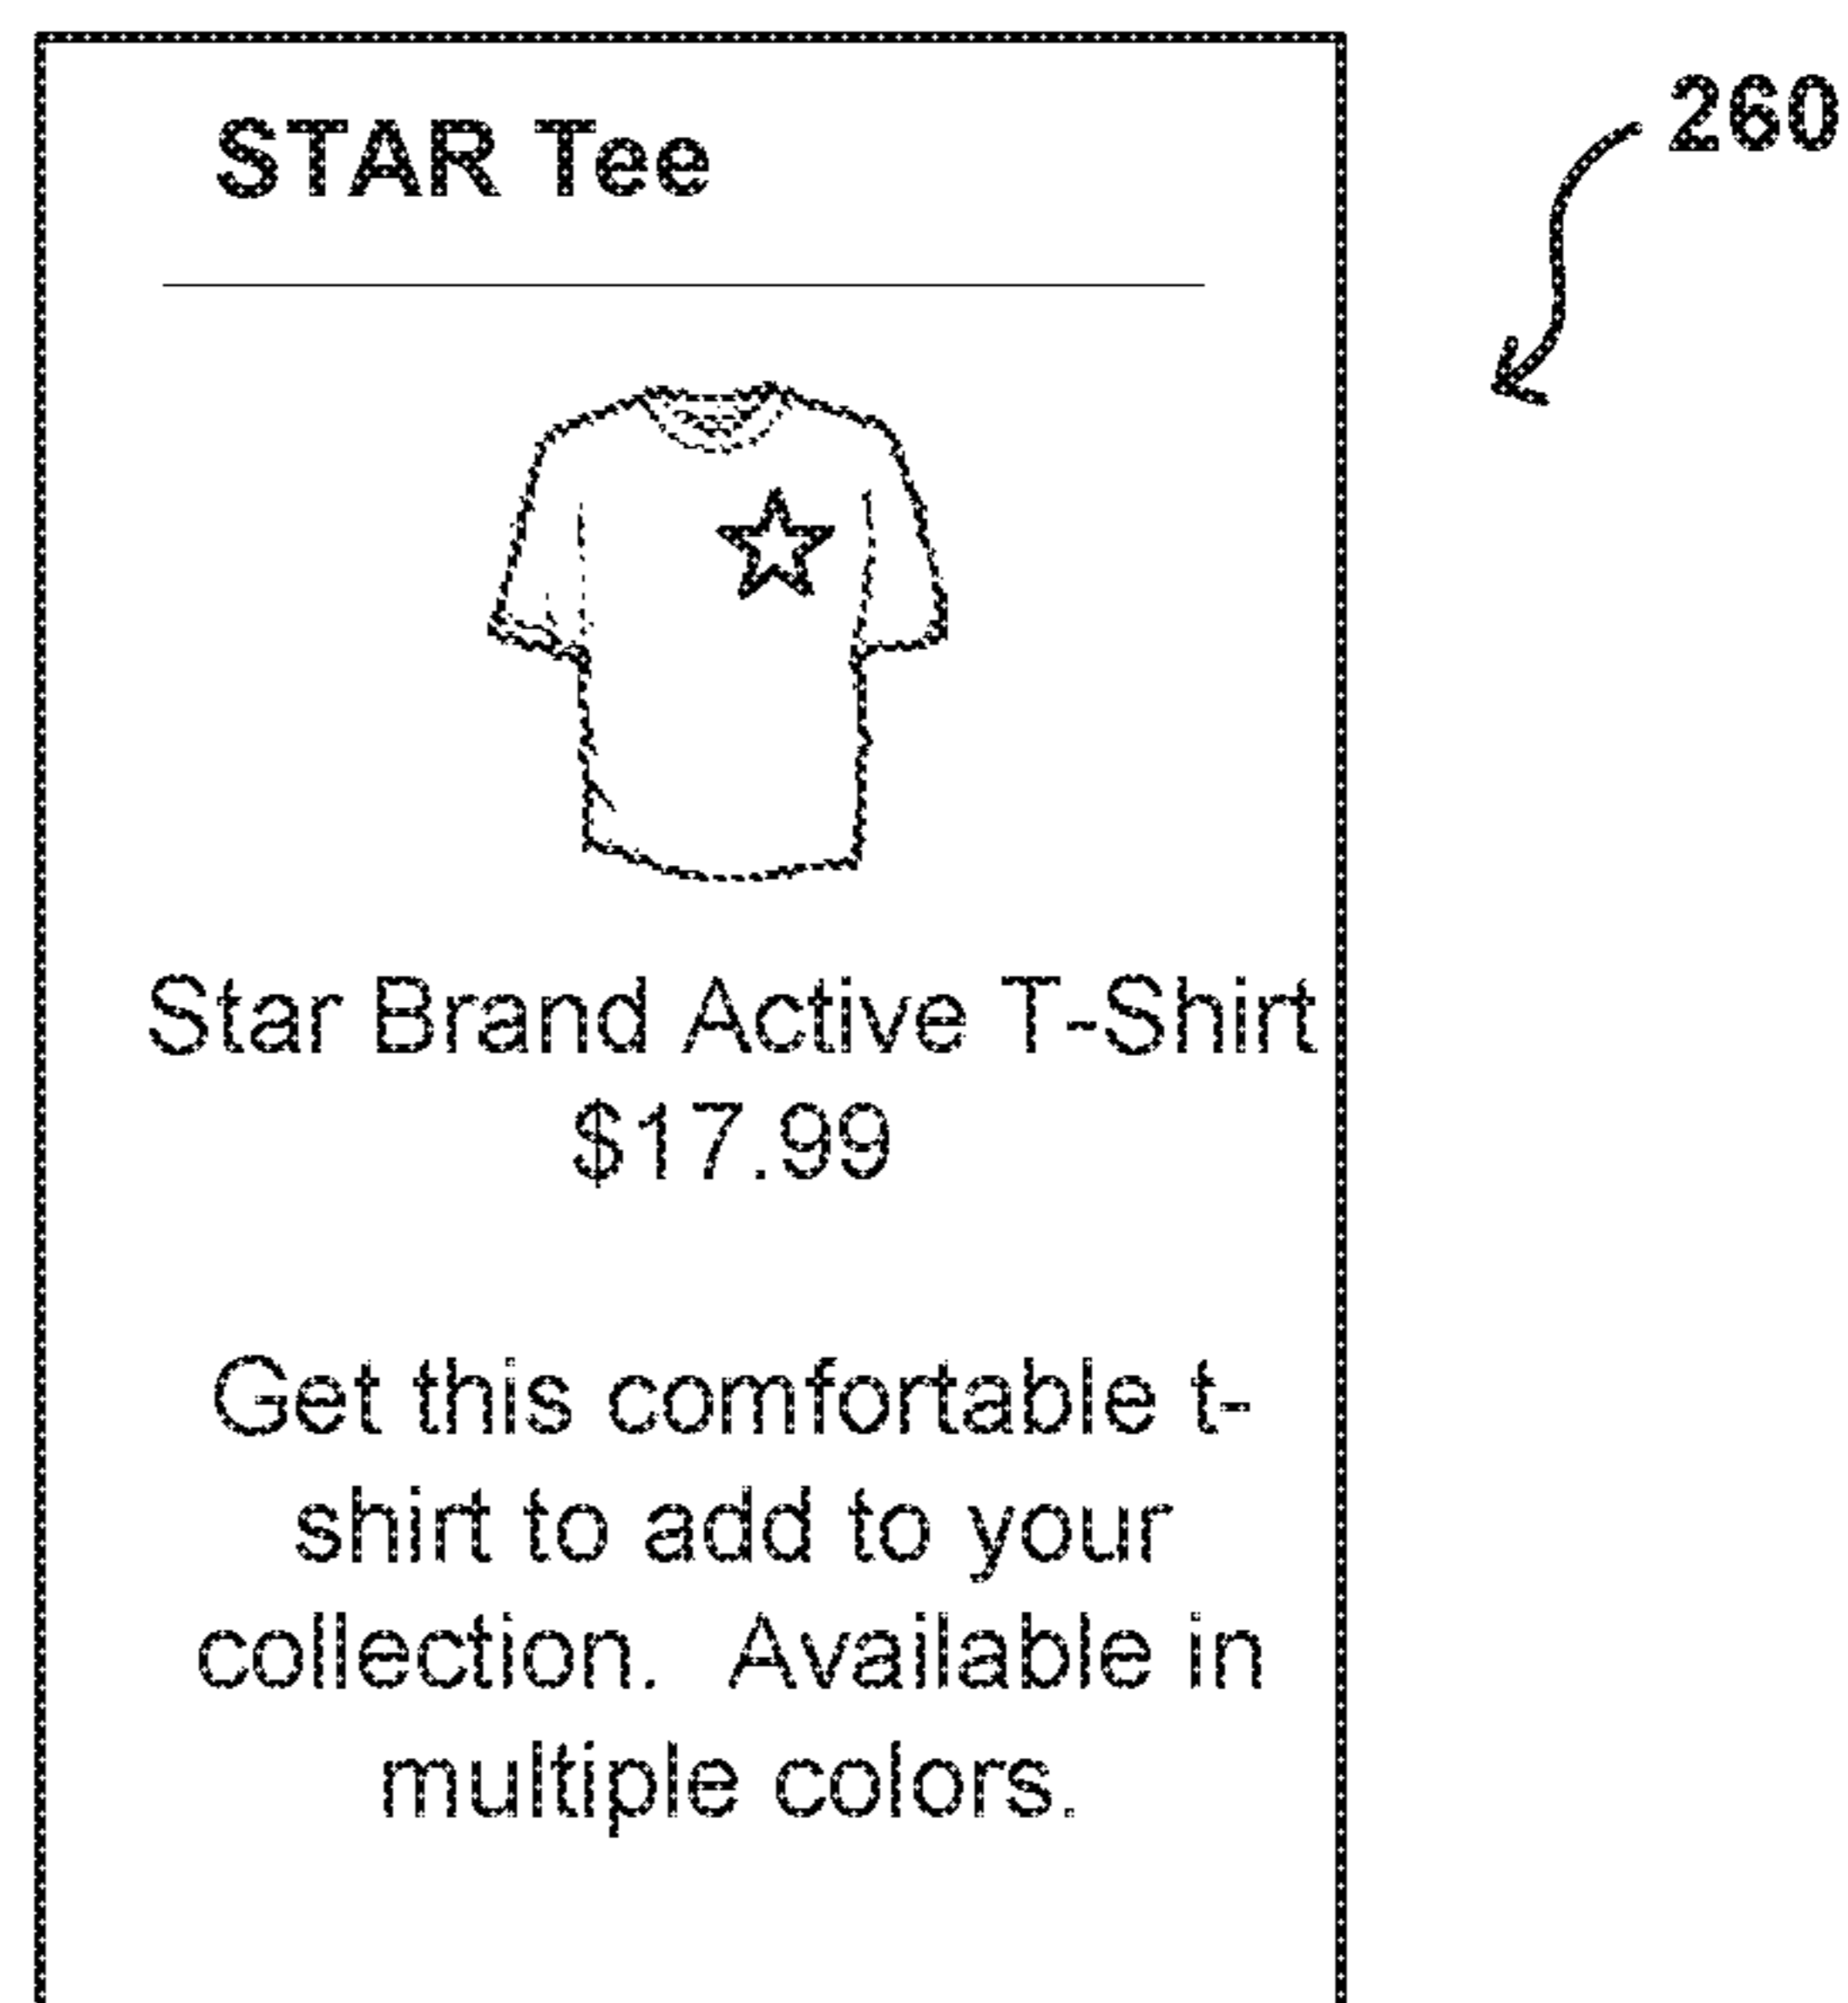 STAR Tee
260
Star Brand Active T-Shirt
$17.99
Get this comfortable t-
shirt to add to your
collection.  Available in
multiple colors.